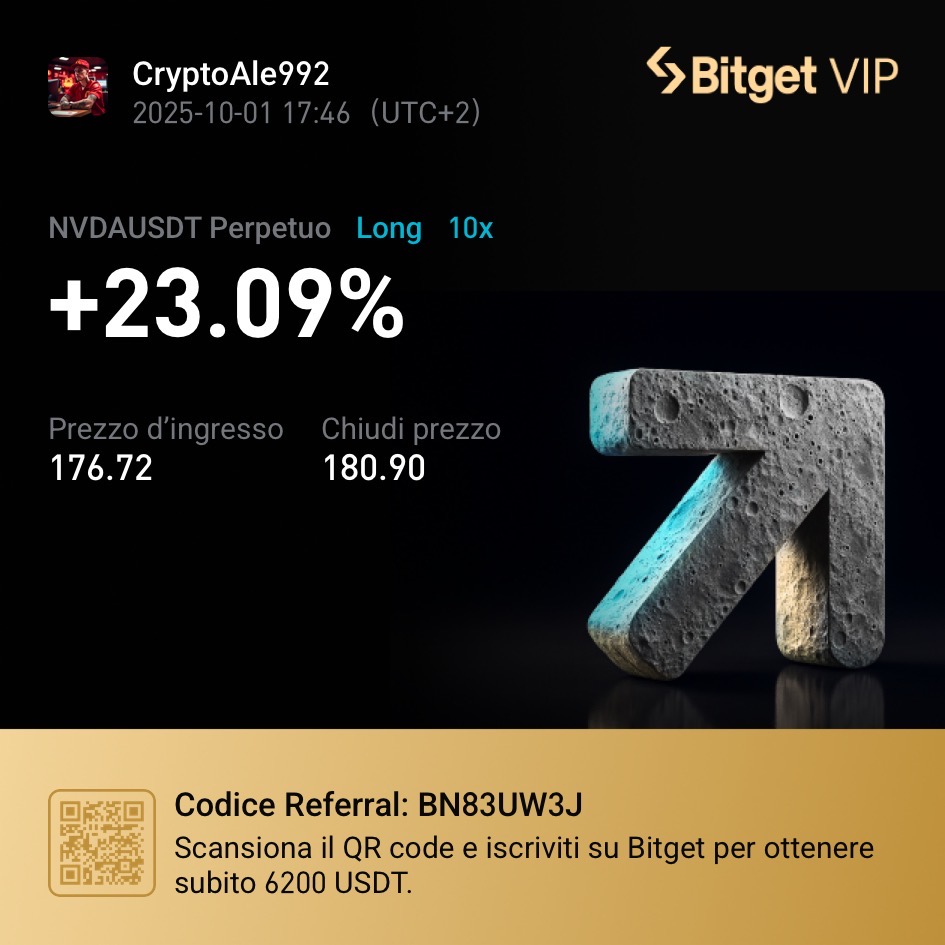 CryptoAle992
2025-10-01 17:46 (UTC+2)
Bitget VIP
NVDAUSDT Perpetuo Long 10x
+23.09%
Prezzo d’ingresso Chiudi prezzo
176.72 180.90
Codice Referral: BN83UW3J
Scansiona il QR code e iscriviti su Bitget per ottenere
subito 6200 USDT.